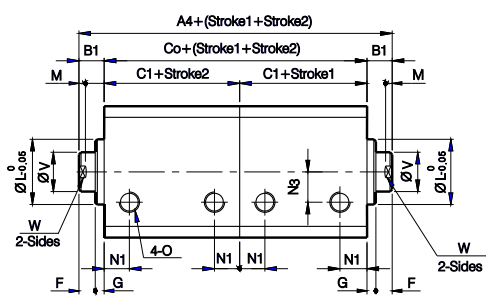 A4+(Stroke1+Stroke2)
B1 Co+(Stroke1+Stroke2) B1
M C1+Stroke2 C1+Stroke1 M
ØL-0.05 0
ØV
N3
ØV
ØL-0.05 0
W
2-Sides
4-O
W
2-Sides
N1 N1 N1 N1
F G G F